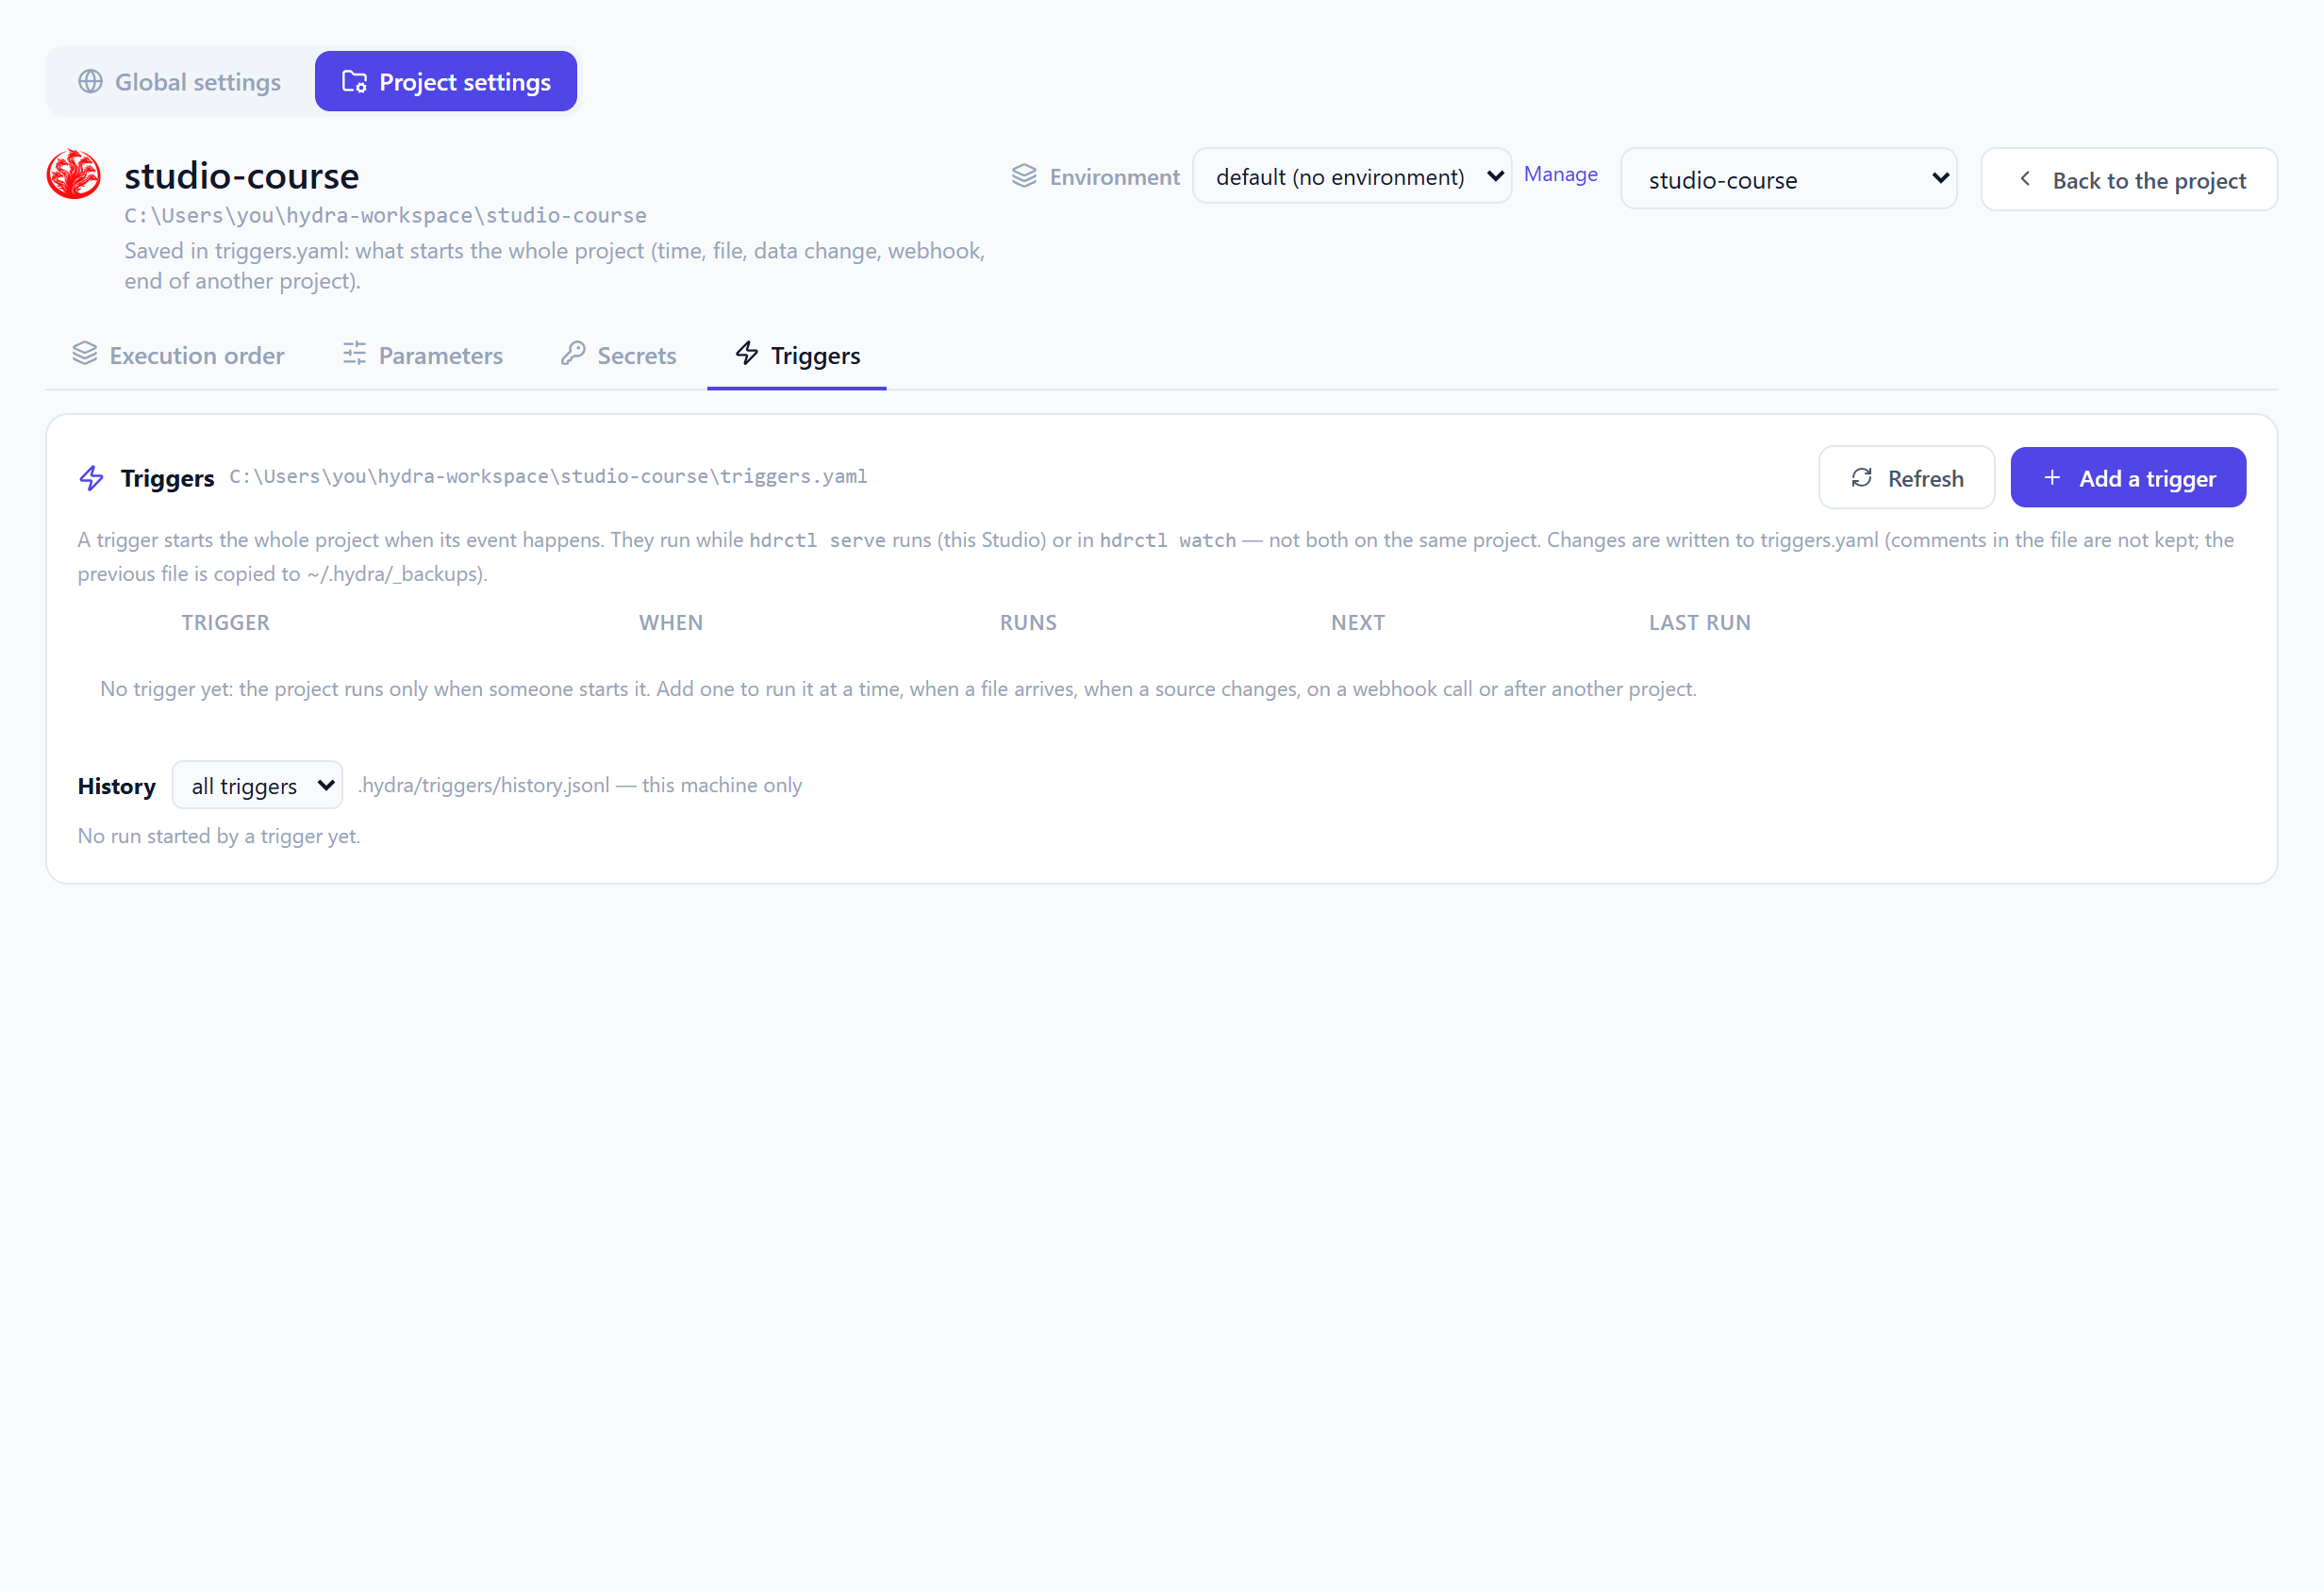 Global settings
Project settings
studio-course
C:\Users\you\hydra-workspace\studio-course
Saved in triggers.yaml: what starts the whole project (time, file, data change, webhook,
end of another project).
Environment
default (no environment)
Manage
studio-course
Back to the project
Execution order
Parameters
Secrets
Triggers
Triggers C:\Users\you\hydra-workspace\studio-course\triggers.yaml
Refresh
Add a trigger
A trigger starts the whole project when its event happens. They run while hdrctl serve runs (this Studio) or in hdrctl watch — not both on the same project. Changes are written to triggers.yaml (comments in the file are not kept; the
previous file is copied to ~/.hydra/_backups).
TRIGGER WHEN RUNS NEXT LAST RUN
No trigger yet: the project runs only when someone starts it. Add one to run it at a time, when a file arrives, when a source changes, on a webhook call or after another project.
History all triggers .hydra/triggers/history.jsonl — this machine only
No run started by a trigger yet.